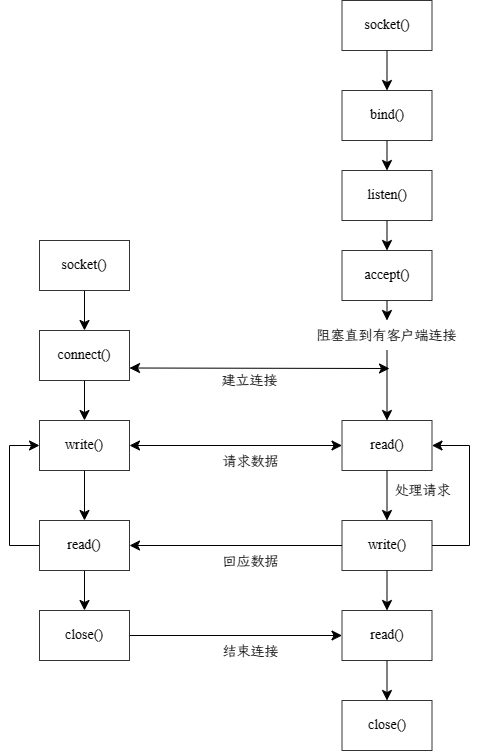 socket()
bind()
listen()
accept()
socket()
阻塞直到有客户端连接
connect()
建立连接
write()
read()
请求数据
处理请求
read()
write()
回应数据
close()
read()
结束连接
close()